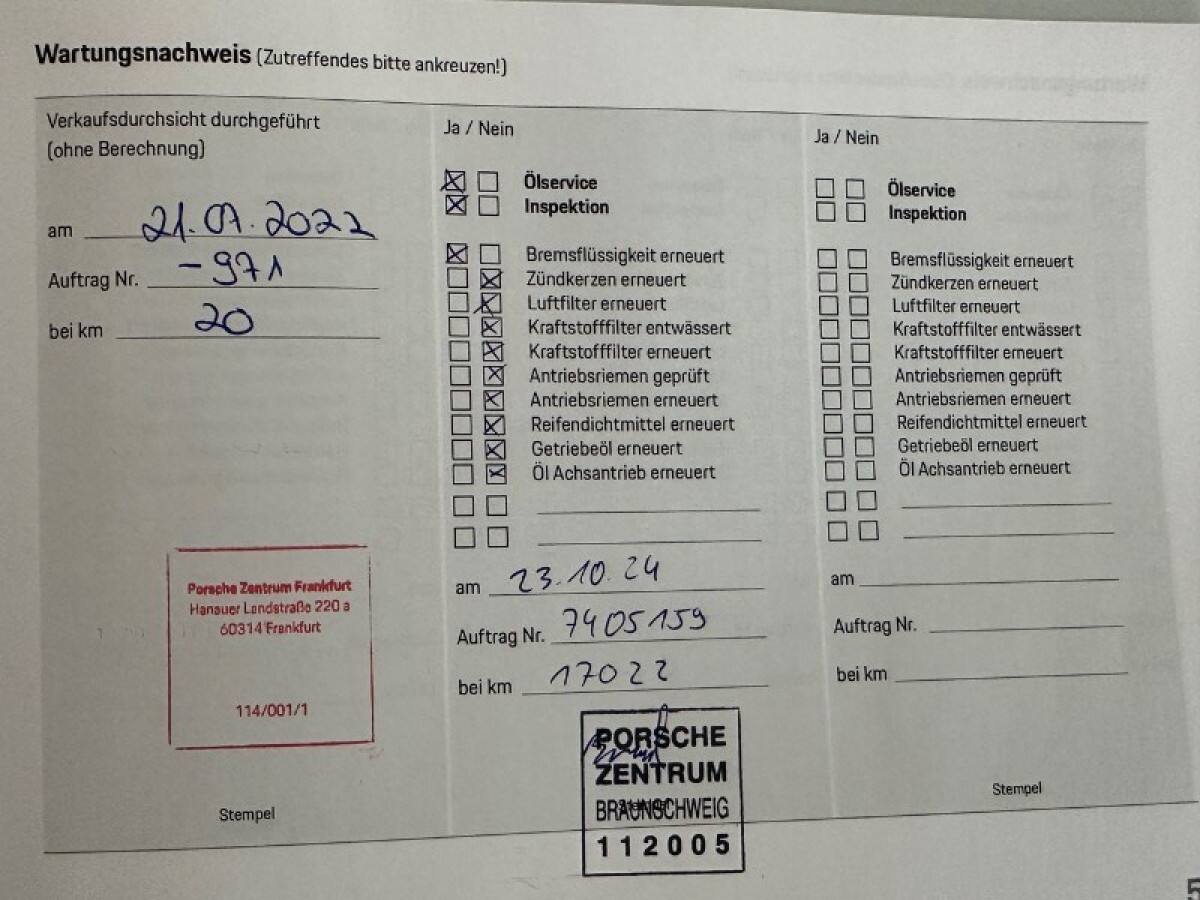 Wartungsnachweis (Zutreffendes bitte ankreuzen!)
Verkaufsdurchsicht durchgeführt
(ohne Berechnung)
am 21.07.2022
Auftrag Nr. -971
bei km 20
Porsche Zentrum Frankfurt
Hanauer Landstraße 220 a
60314 Frankfurt
114/001/1
Stempel
Ja / Nein
Ölservice
Inspektion
Bremsflüssigkeit erneuert
Zündkerzen erneuert
Luftfilter erneuert
Kraftstofffilter entwässert
Kraftstofffilter erneuert
Antriebsriemen geprüft
Antriebsriemen erneuert
Reifendichtmittel erneuert
Getriebeöl erneuert
Öl Achsantrieb erneuert
am 23.10.24
Auftrag Nr. 7405159
bei km 17022
PORSCHE
ZENTRUM
BRAUNSCHWEIG
112005
Ja / Nein
Ölservice
Inspektion
Bremsflüssigkeit erneuert
Zündkerzen erneuert
Luftfilter erneuert
Kraftstofffilter entwässert
Kraftstofffilter erneuert
Antriebsriemen geprüft
Antriebsriemen erneuert
Reifendichtmittel erneuert
Getriebeöl erneuert
Öl Achsantrieb erneuert
am
Auftrag Nr.
bei km
Stempel
5